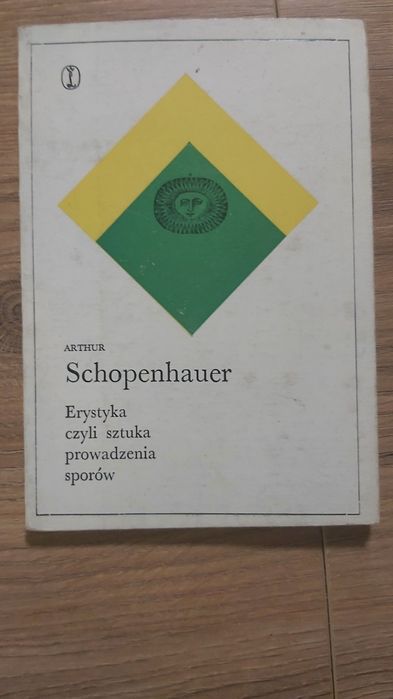 ARTHUR
Schopenhauer
Erystyka
czyli sztuka
prowadzenia
sporów